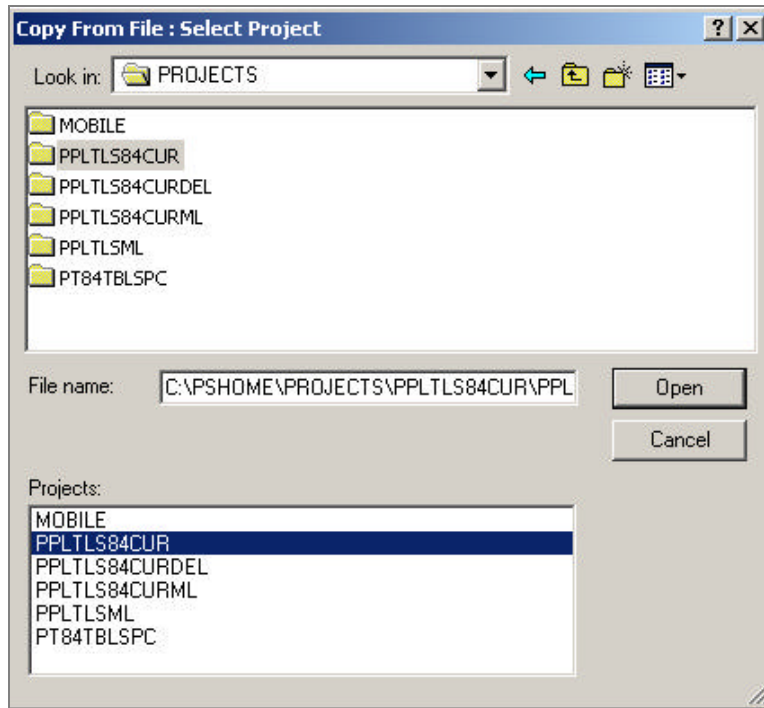 Copy From File : Select Project
Look in: PROJECTS
MOBILE
PPLTLS84CUR
PPLTLS84CURDEL
PPLTLS84CURML
PPLTLSML
PT84TBLSPC
File name: C:\PSHOME\PROJECTS\PPLTLS84CUR\PPL Open
Cancel
Projects:
MOBILE
PPLTLS84CUR
PPLTLS84CURDEL
PPLTLS84CURML
PPLTLSML
PT84TBLSPC